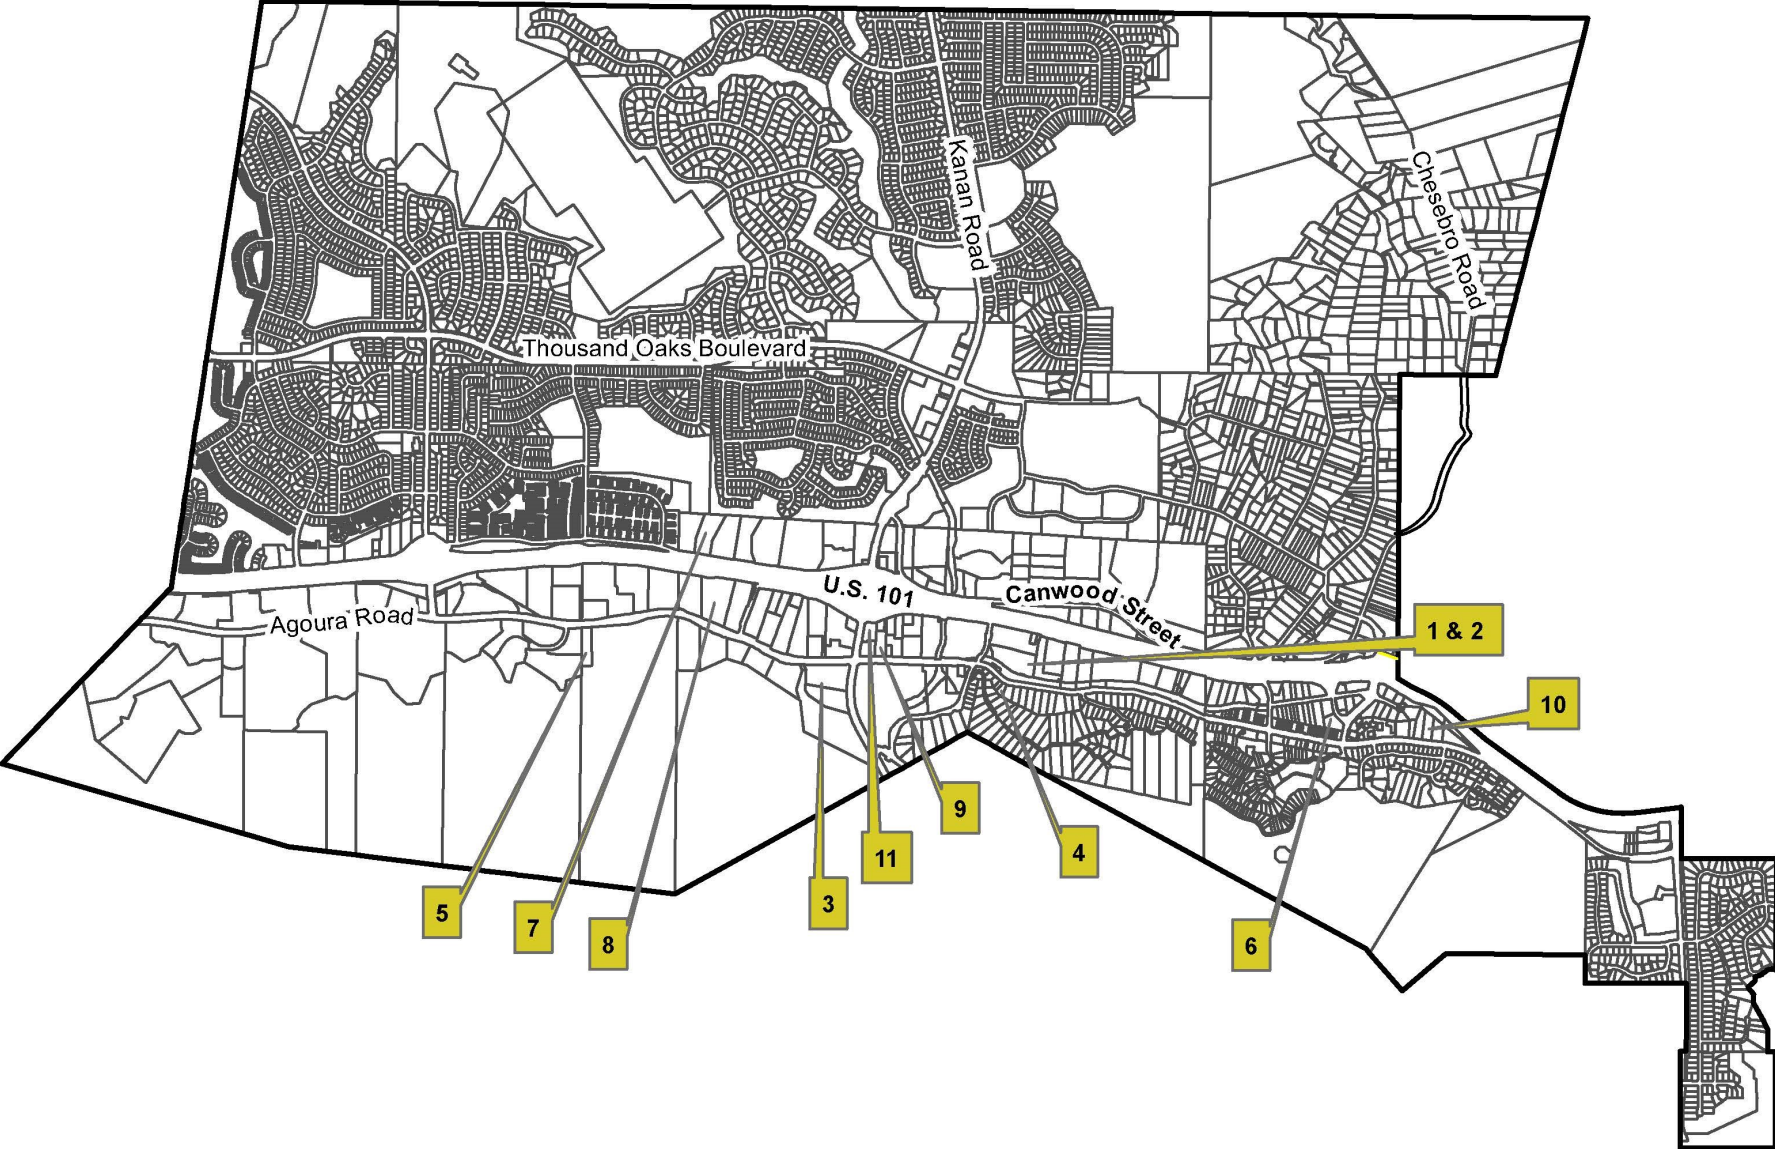 Kanan Road
Chesebro Road
Thousand Oaks Boulevard
U.S. 101
Canwood Street
Agoura Road
1 & 2
10
9
4
11
3
5
7
8
6